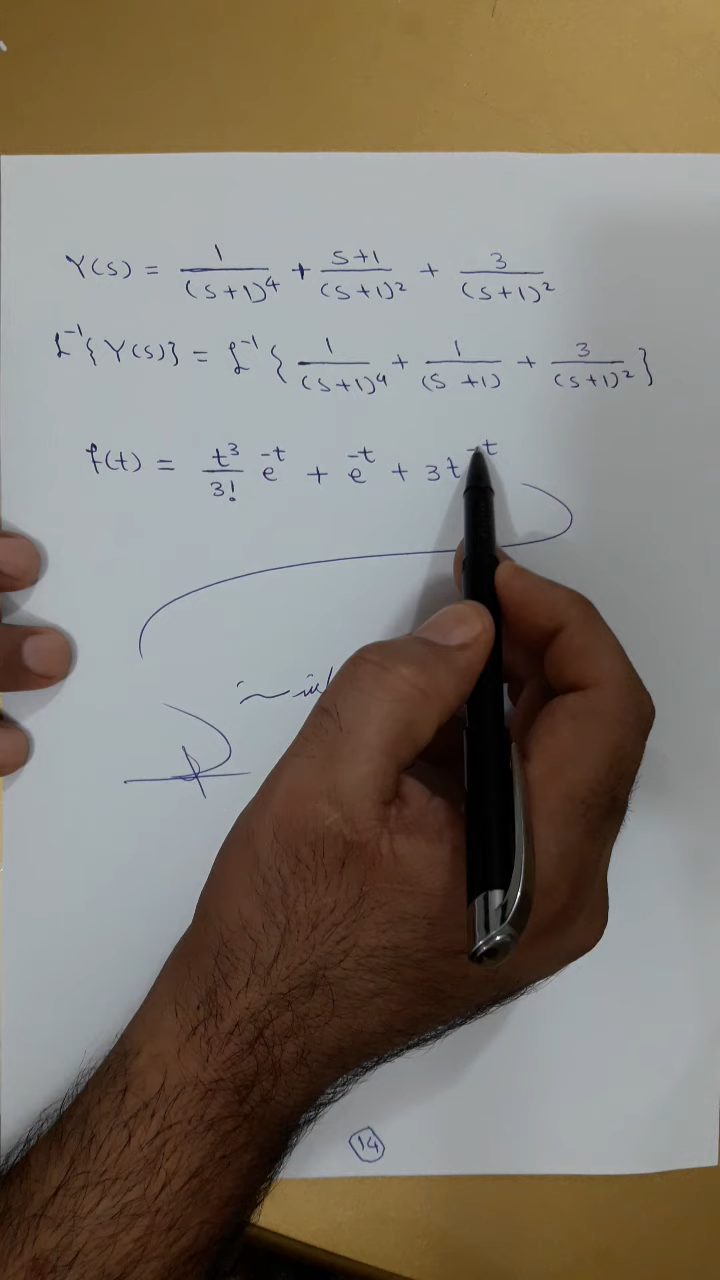 Y(s) = 1/(s+1)^4 + s+1/(s+1)^2 + 3/(s+1)^2
£^-1{Y(s)} = £^-1{1/(s+1)^4 + 1/(s+1) + 3/(s+1)^2}
f(t) = t^3/3! e^-t + e^-t + 3t ^-t
14